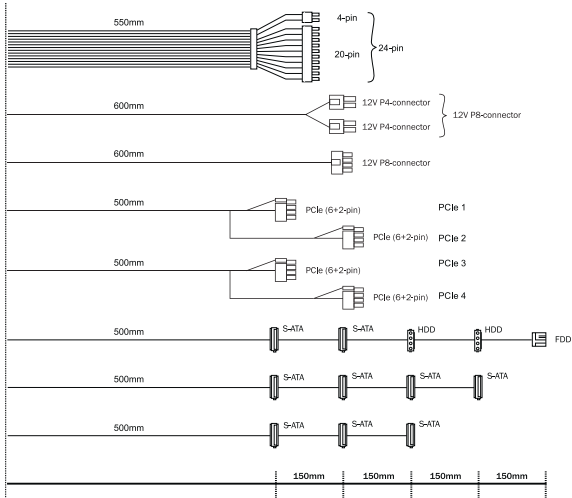 550mm
4-pin
20-pin
24-pin
600mm
12V P4-connector
12V P4-connector
12V P8-connector
600mm
12V P8-connector
500mm
PCIe (6+2-pin)
PCIe 1
PCIe (6+2-pin)
PCIe 2
500mm
PCIe (6+2-pin)
PCIe 3
PCIe (6+2-pin)
PCIe 4
500mm
S-ATA
S-ATA
HDD
HDD
FDD
500mm
S-ATA
S-ATA
S-ATA
S-ATA
500mm
S-ATA
S-ATA
S-ATA
150mm
150mm
150mm
150mm